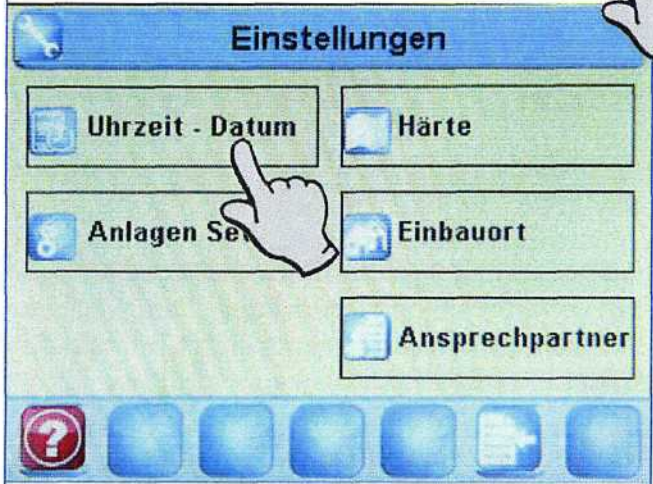 Einstellungen
Uhrzeit - Datum
Härte
Anlagen
Einbauort
Ansprechpartner
?